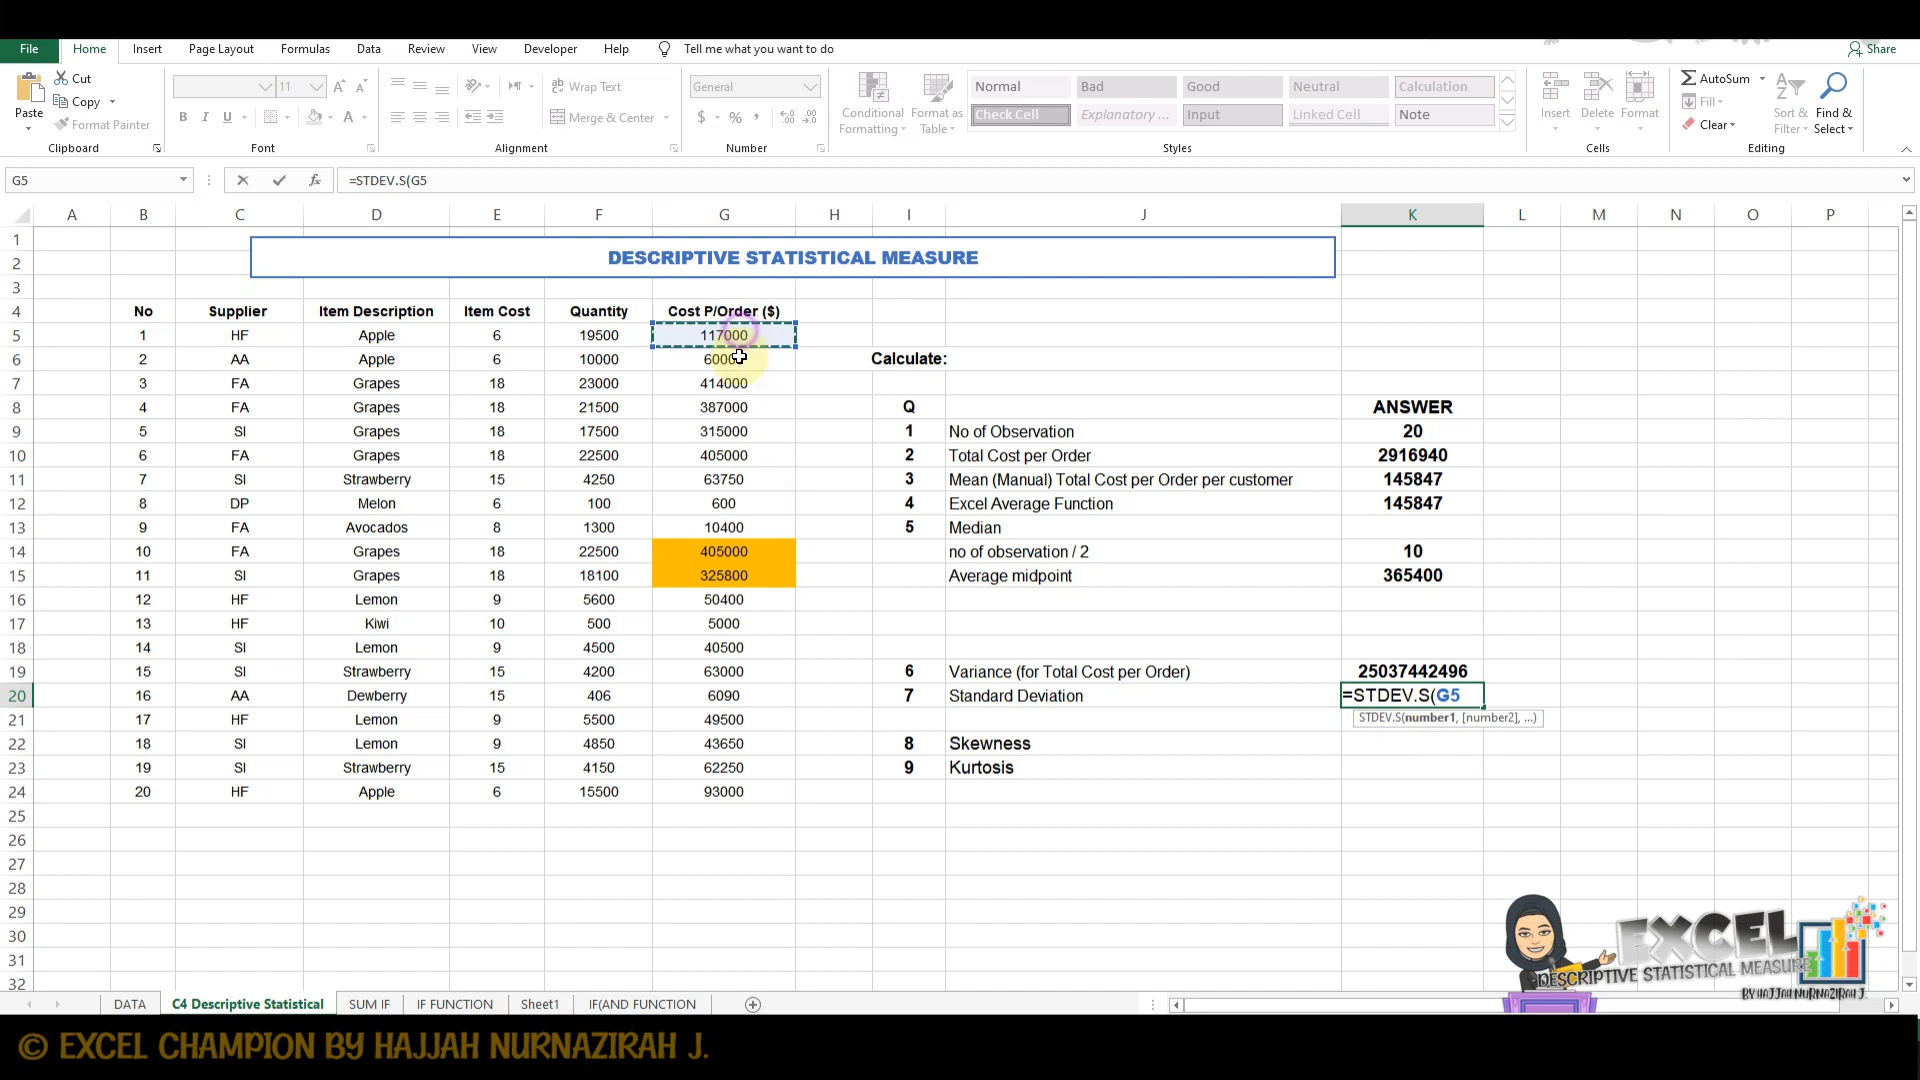 File Home Insert Page Layout Formulas Data Review View Developer Help Tell me what you want to do Share
Paste Cut Copy Format Painter
11
B I U
Wrap Text
Merge & Center
General
$ %
Conditional Formatting
Format as Table
Normal Bad Good Neutral Calculation
Check Cell Explanatory ... Input Linked Cell Note
Insert Delete Format
AutoSum
Fill
Clear
Sort & Filter
Find & Select
Clipboard Font Alignment Number Styles Cells Editing
G5 fx =STDEV.S(G5
A B C D E F G H I J K L M N O P
1
DESCRIPTIVE STATISTICAL MEASURE
2
3
4 No Supplier Item Description Item Cost Quantity Cost P/Order ($)
5 1 HF Apple 6 19500 117000
6 2 AA Apple 6 10000 Calculate:
7 3 FA Grapes 18 23000 414000
8 4 FA Grapes 18 21500 387000 Q ANSWER
9 5 SI Grapes 18 17500 315000 1 No of Observation 20
10 6 FA Grapes 18 22500 405000 2 Total Cost per Order 2916940
11 7 SI Strawberry 15 4250 63750 3 Mean (Manual) Total Cost per Order per customer 145847
12 8 DP Melon 6 100 600 4 Excel Average Function 145847
13 9 FA Avocados 8 1300 10400 5 Median
14 10 FA Grapes 18 22500 405000 no of observation / 2 10
15 11 SI Grapes 18 18100 325800 Average midpoint 365400
16 12 HF Lemon 9 5600 50400
17 13 HF Kiwi 10 500 5000
18 14 SI Lemon 9 4500 40500
19 15 SI Strawberry 15 4200 63000 6 Variance (for Total Cost per Order) 25037442496
20 16 AA Dewberry 15 406 6090 7 Standard Deviation =STDEV.S(G5
STDEV.S(number1, [number2], ...)
21 17 HF Lemon 9 5500 49500
22 18 SI Lemon 9 4850 43650 8 Skewness
23 19 SI Strawberry 15 4150 62250 9 Kurtosis
24 20 HF Apple 6 15500 93000
25
26
27
28
29
30
31
32
EXCEL
DESCRIPTIVE STATISTICAL MEASURE
BY HAJJAH NURNAZIRAH J.
DATA C4 Descriptive Statistical SUM IF IF FUNCTION Sheet1 IF(AND FUNCTION
© EXCEL CHAMPION BY HAJJAH NURNAZIRAH J.